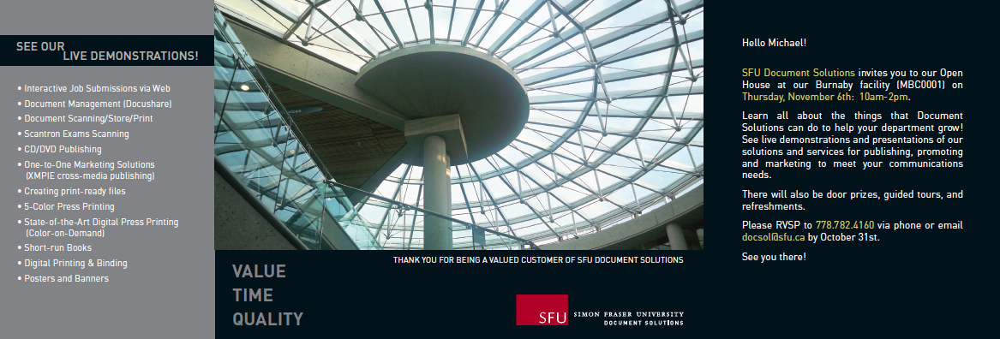 SEE OUR
LIVE DEMONSTRATIONS!
• Interactive Job Submissions via Web
• Document Management (Docushare)
• Document Scanning/Store/Print
• Scantron Exams Scanning
• CD/DVD Publishing
• One-to-One Marketing Solutions
(XMPIE cross-media publishing)
• Creating print-ready files
• 5-Color Press Printing
• State-of-the-Art Digital Press Printing
(Color-on-Demand)
• Short-run Books
• Digital Printing & Binding
• Posters and Banners
THANK YOU FOR BEING A VALUED CUSTOMER OF SFU DOCUMENT SOLUTIONS
VALUE
TIME
QUALITY
SFU
SIMON FRASER UNIVERSITY
DOCUMENT SOLUTIONS
Hello Michael!
SFU Document Solutions invites you to our Open
House at our Burnaby facility (MBC0001) on
Thursday, November 6th: 10am-2pm.
Learn all about the things that Document
Solutions can do to help your department grow!
See live demonstrations and presentations of our
solutions and services for publishing, promoting
and marketing to meet your communications
needs.
There will also be door prizes, guided tours, and
refreshments.
Please RVSP to 778.782.4160 via phone or email
docsol@sfu.ca by October 31st.
See you there!